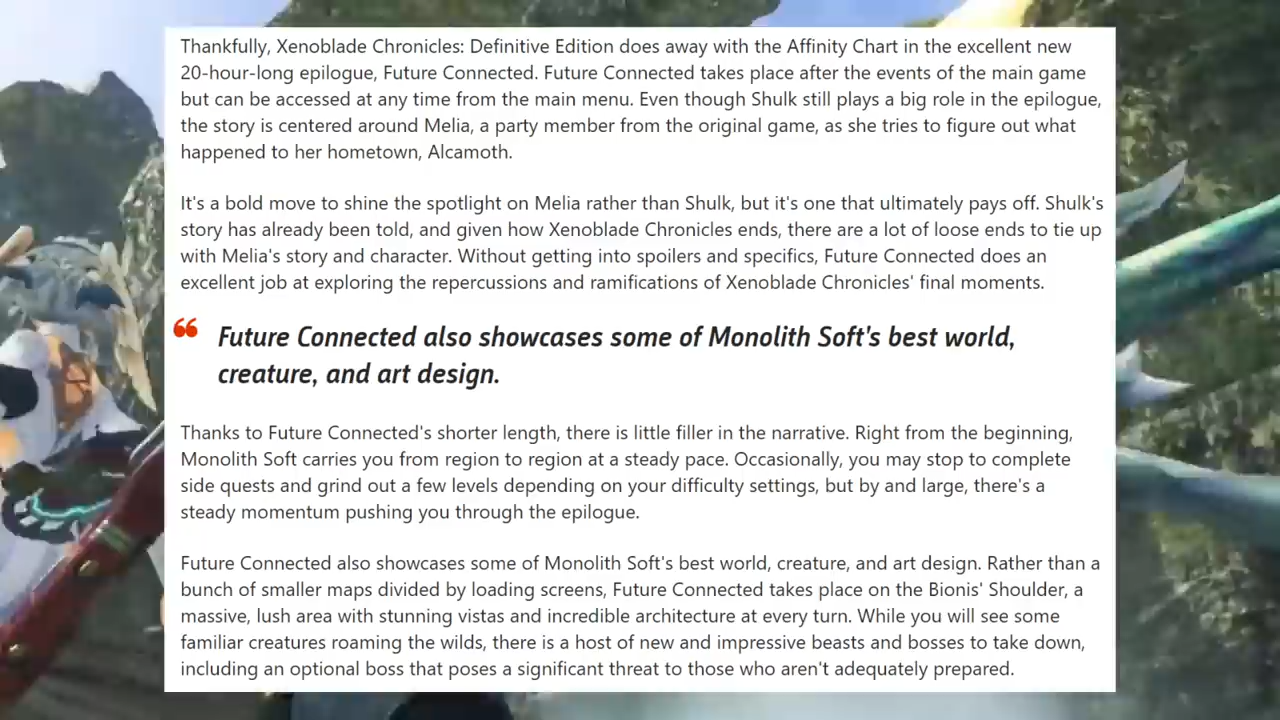 Thankfully, Xenoblade Chronicles: Definitive Edition does away with the Affinity Chart in the excellent new
20-hour-long epilogue, Future Connected. Future Connected takes place after the events of the main game
but can be accessed at any time from the main menu. Even though Shulk still plays a big role in the epilogue,
the story is centered around Melia, a party member from the original game, as she tries to figure out what
happened to her hometown, Alcamoth.
It's a bold move to shine the spotlight on Melia rather than Shulk, but it's one that ultimately pays off. Shulk's
story has already been told, and given how Xenoblade Chronicles ends, there are a lot of loose ends to tie up
with Melia's story and character. Without getting into spoilers and specifics, Future Connected does an
excellent job at exploring the repercussions and ramifications of Xenoblade Chronicles' final moments.
❝ Future Connected also showcases some of Monolith Soft's best world,
creature, and art design.
Thanks to Future Connected's shorter length, there is little filler in the narrative. Right from the beginning,
Monolith Soft carries you from region to region at a steady pace. Occasionally, you may stop to complete
side quests and grind out a few levels depending on your difficulty settings, but by and large, there's a
steady momentum pushing you through the epilogue.
Future Connected also showcases some of Monolith Soft's best world, creature, and art design. Rather than a
bunch of smaller maps divided by loading screens, Future Connected takes place on the Bionis' Shoulder, a
massive, lush area with stunning vistas and incredible architecture at every turn. While you will see some
familiar creatures roaming the wilds, there is a host of new and impressive beasts and bosses to take down,
including an optional boss that poses a significant threat to those who aren't adequately prepared.